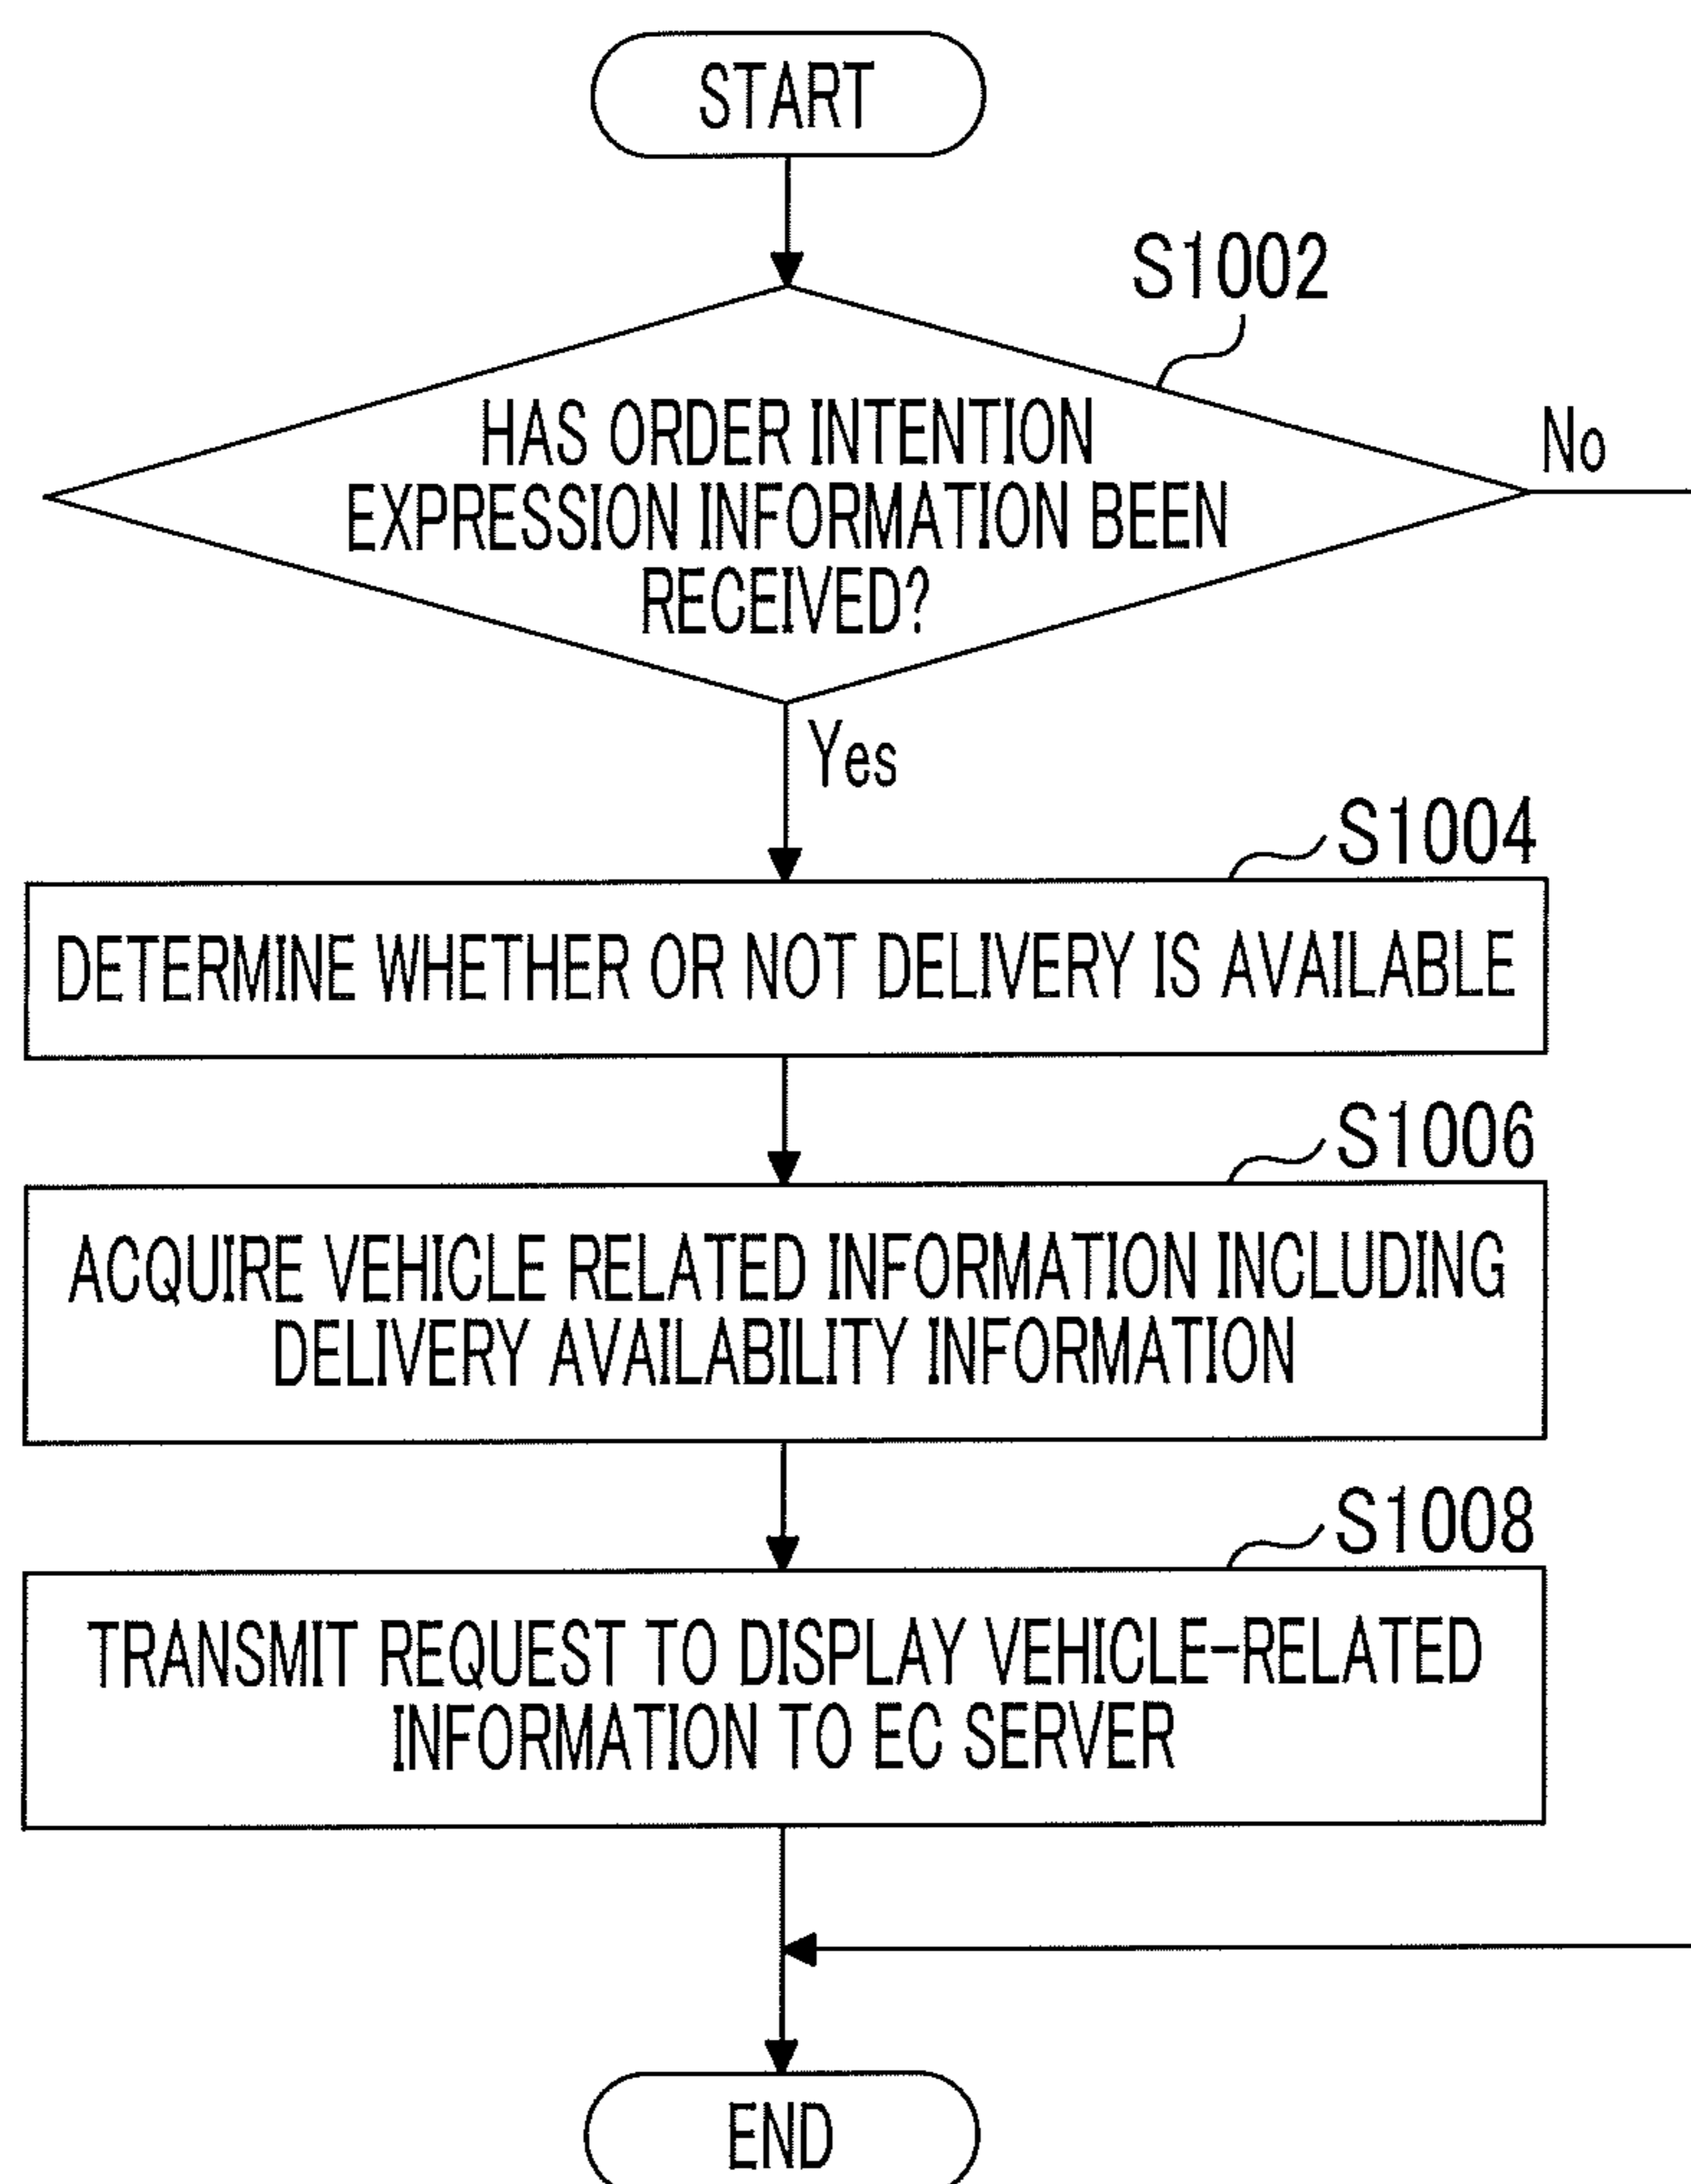 START
S1002
HAS ORDER INTENTION
EXPRESSION INFORMATION BEEN
RECEIVED?
No
Yes
S1004
DETERMINE WHETHER OR NOT DELIVERY IS AVAILABLE
S1006
ACQUIRE VEHICLE RELATED INFORMATION INCLUDING
DELIVERY AVAILABILITY INFORMATION
S1008
TRANSMIT REQUEST TO DISPLAY VEHICLE-RELATED
INFORMATION TO EC SERVER
END